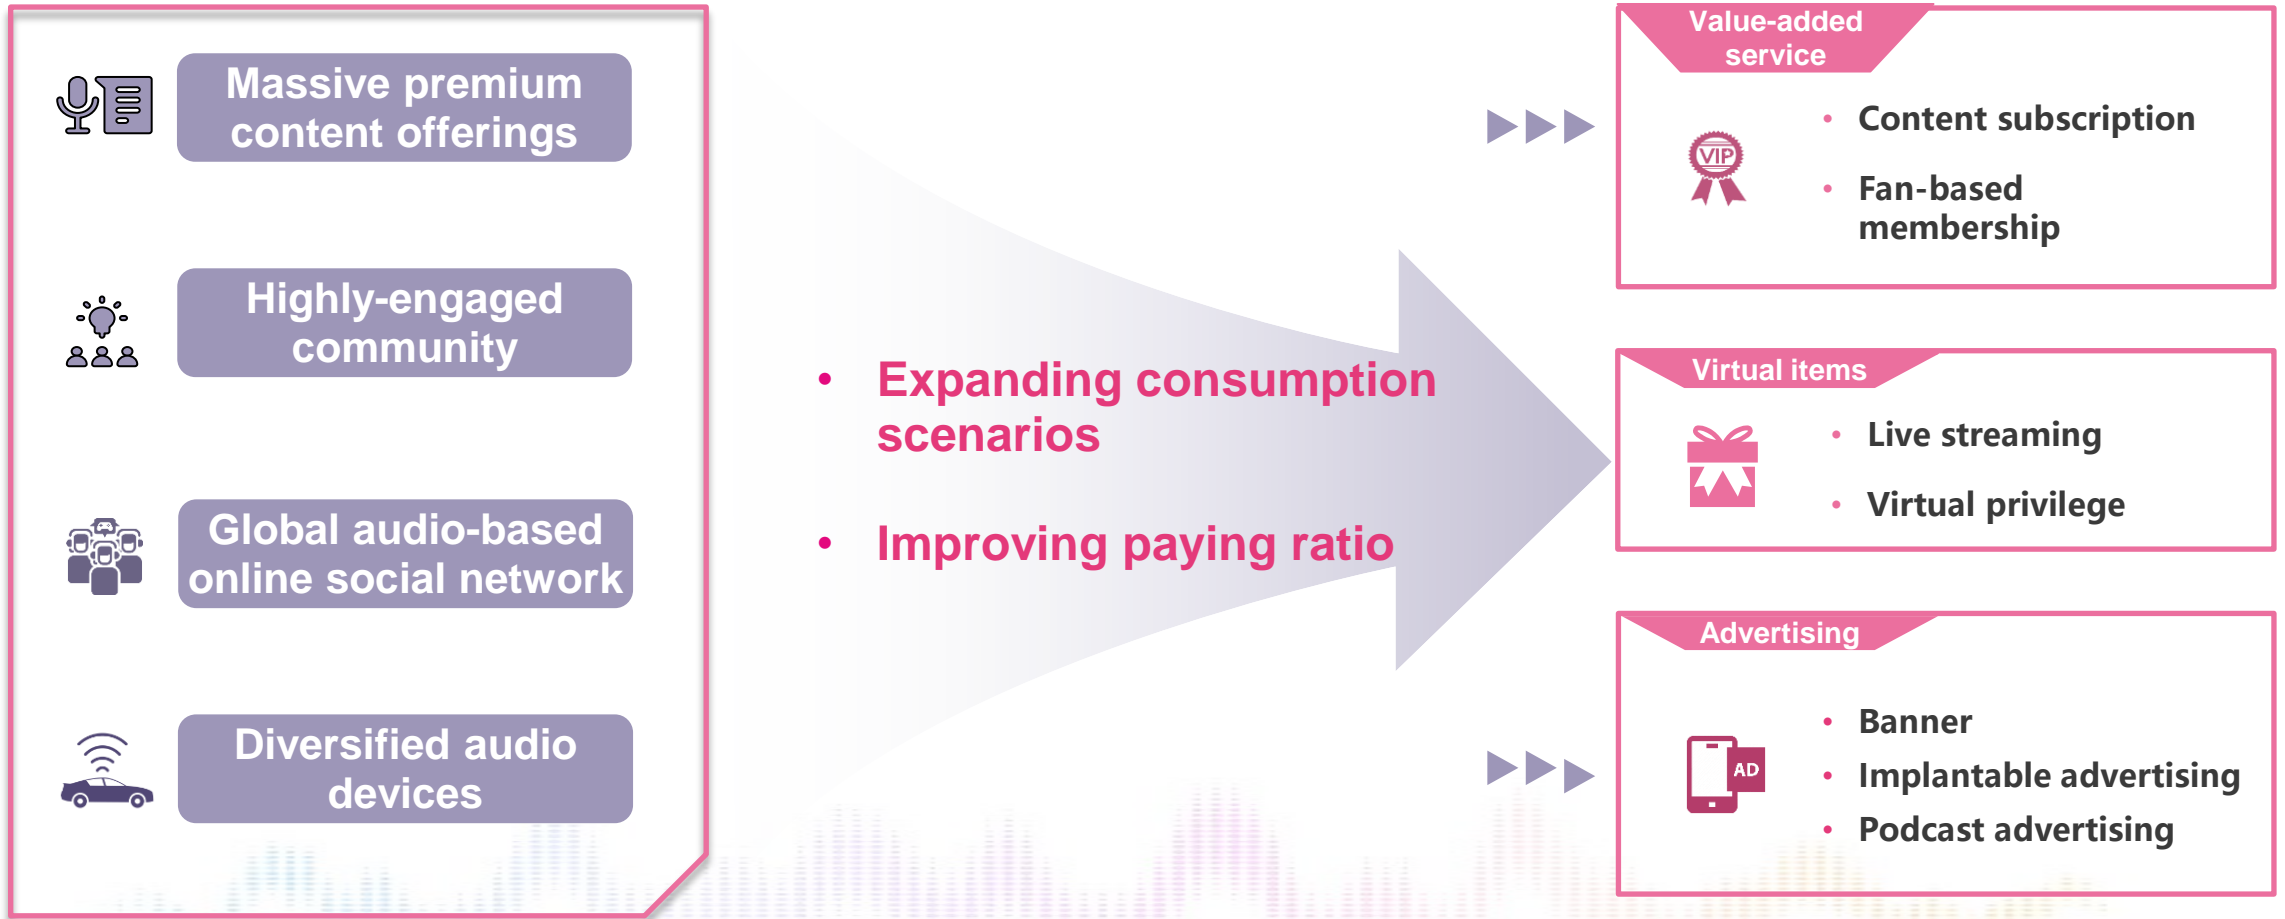 Massive premium
content offerings
Highly-engaged
community
Global audio-based
online social network
Diversified audio
devices
• Expanding consumption
scenarios
• Improving paying ratio
Value-added
service
VIP
• Content subscription
• Fan-based
membership
Virtual items
• Live streaming
• Virtual privilege
Advertising
AD
• Banner
• Implantable advertising
• Podcast advertising